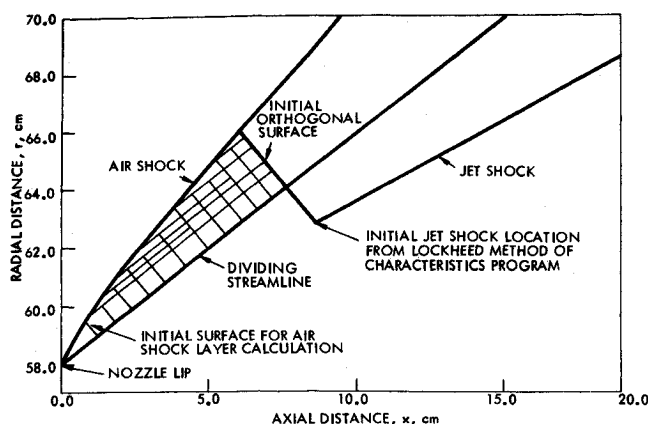 70.0
68.0
66.0
64.0
62.0
60.0
58.0
RADIAL DISTANCE, r, cm
INITIAL
ORTHOGONAL
SURFACE
AIR SHOCK
JET SHOCK
INITIAL JET SHOCK LOCATION
FROM LOCKHEED METHOD OF
CHARACTERISTICS PROGRAM
DIVIDING
STREAMLINE
INITIAL SURFACE FOR AIR
SHOCK LAYER CALCULATION
NOZZLE LIP
0.0 5.0 10.0 15.0 20.0
AXIAL DISTANCE, x, cm